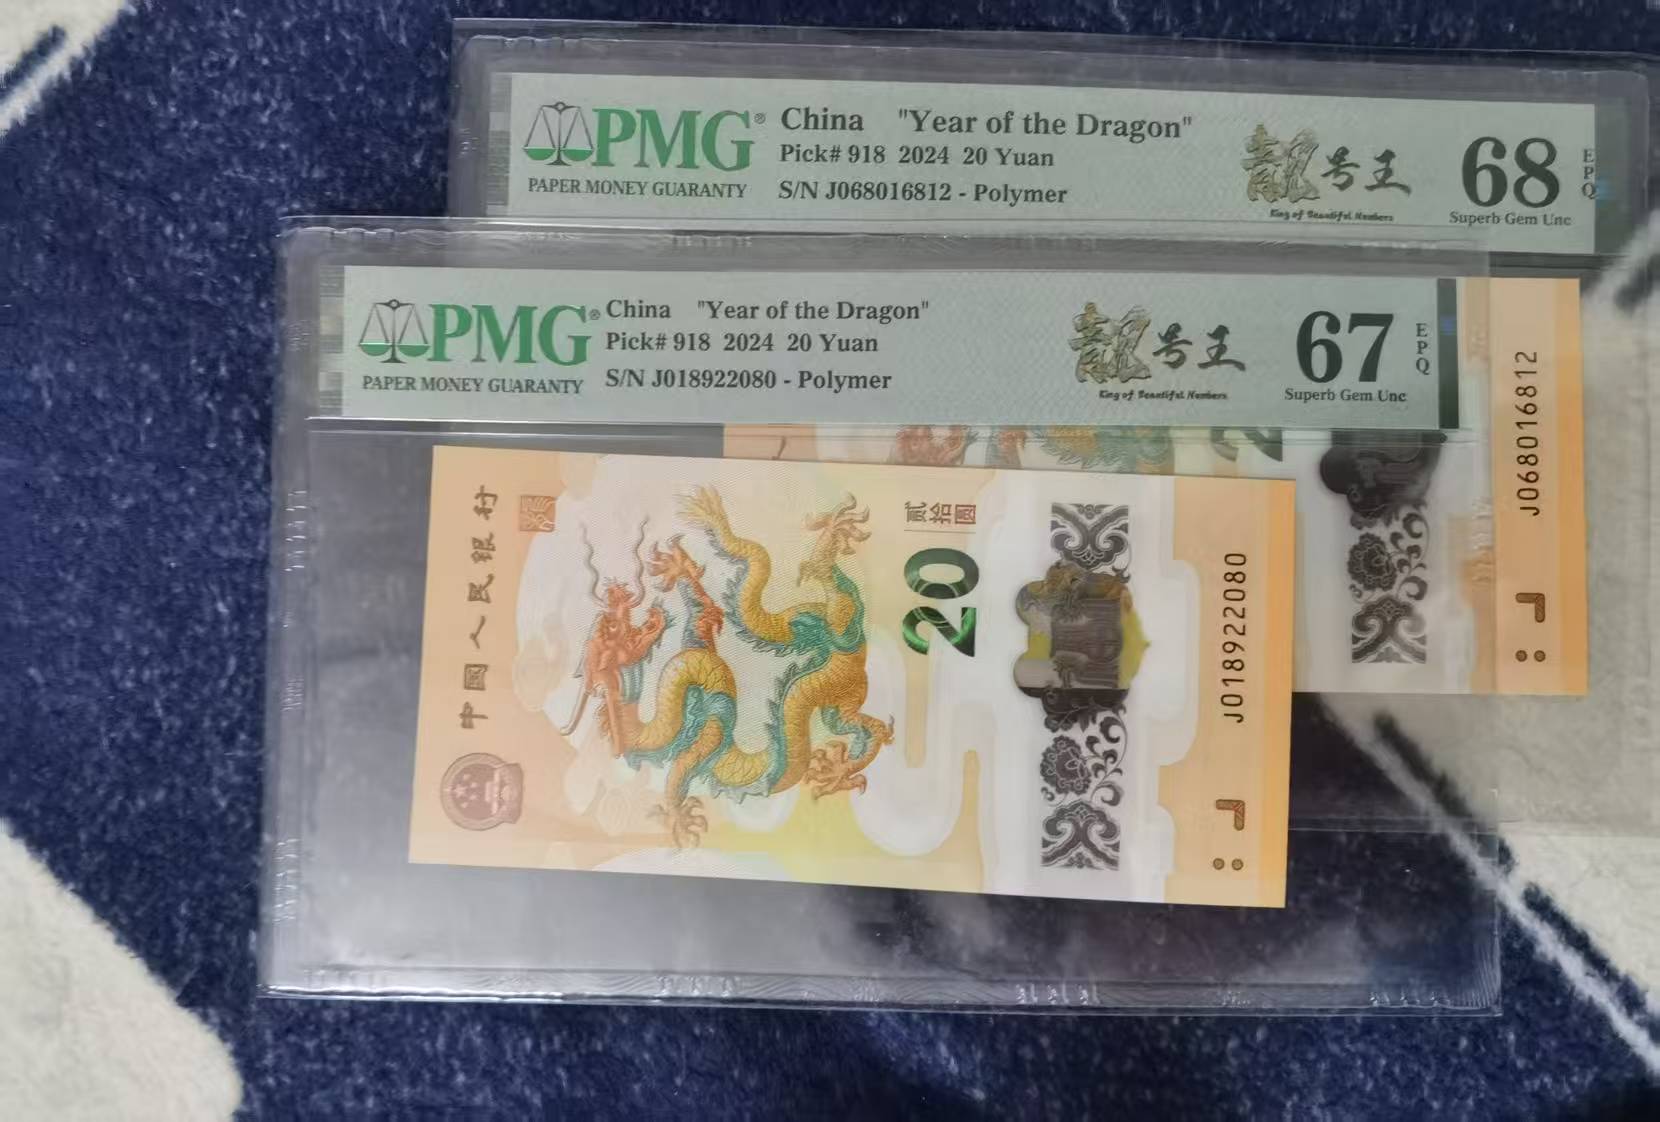 PMG®
PAPER MONEY GUARANTY
China "Year of the Dragon"
Pick# 918 2024 20 Yuan
S/N J068016812 - Polymer
靓号王
King of Beautiful Numbers
68
EPQ
Superb Gem Unc
PMG®
PAPER MONEY GUARANTY
China "Year of the Dragon"
Pick# 918 2024 20 Yuan
S/N J018922080 - Polymer
靓号王
King of Beautiful Numbers
67
EPQ
Superb Gem Unc
J068016812
中国人民银行
贰拾圆
20
J018922080